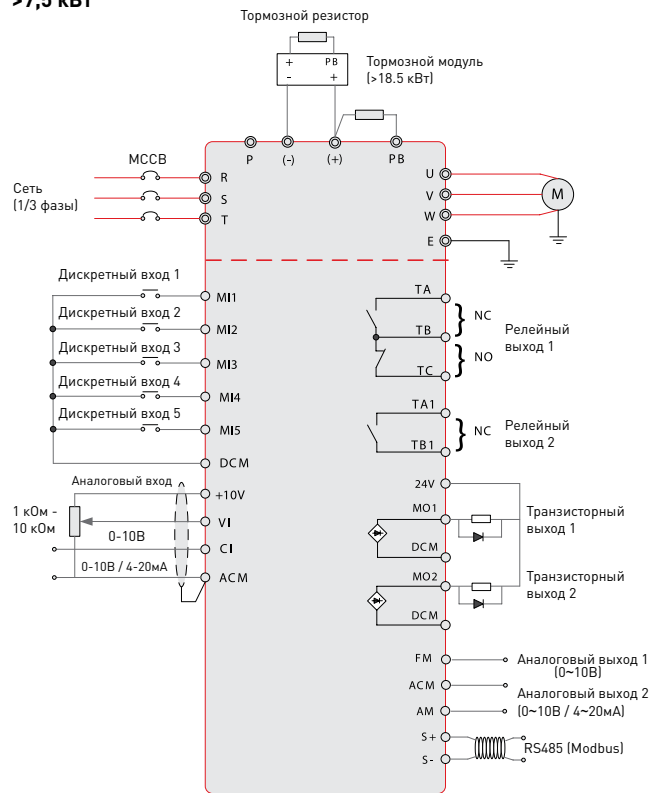 >7,5 кВт
Тормозной резистор
+ PB
- +
Тормозной модуль
(>18.5 кВт)
P (-) (+) PB
MCCB
Сеть
(1/3 фазы)
R
S
T
U
V
W
E
M
Дискретный вход 1
MI1
Дискретный вход 2
MI2
Дискретный вход 3
MI3
Дискретный вход 4
MI4
Дискретный вход 5
MI5
DCM
Аналоговый вход
+10V
1 кОм -
10 кОм
VI
0-10В
CI
0-10В / 4-20мА
ACM
TA
TB
TC
NC
NO
Релейный
выход 1
TA1
TB1
NC
Релейный
выход 2
24V
MO1
DCM
Транзисторный
выход 1
MO2
DCM
Транзисторный
выход 2
FM
Аналоговый выход 1
(0~10В)
ACM
Аналоговый выход 2
AM
(0~10В / 4~20мА)
S+
S-
RS485 (Modbus)